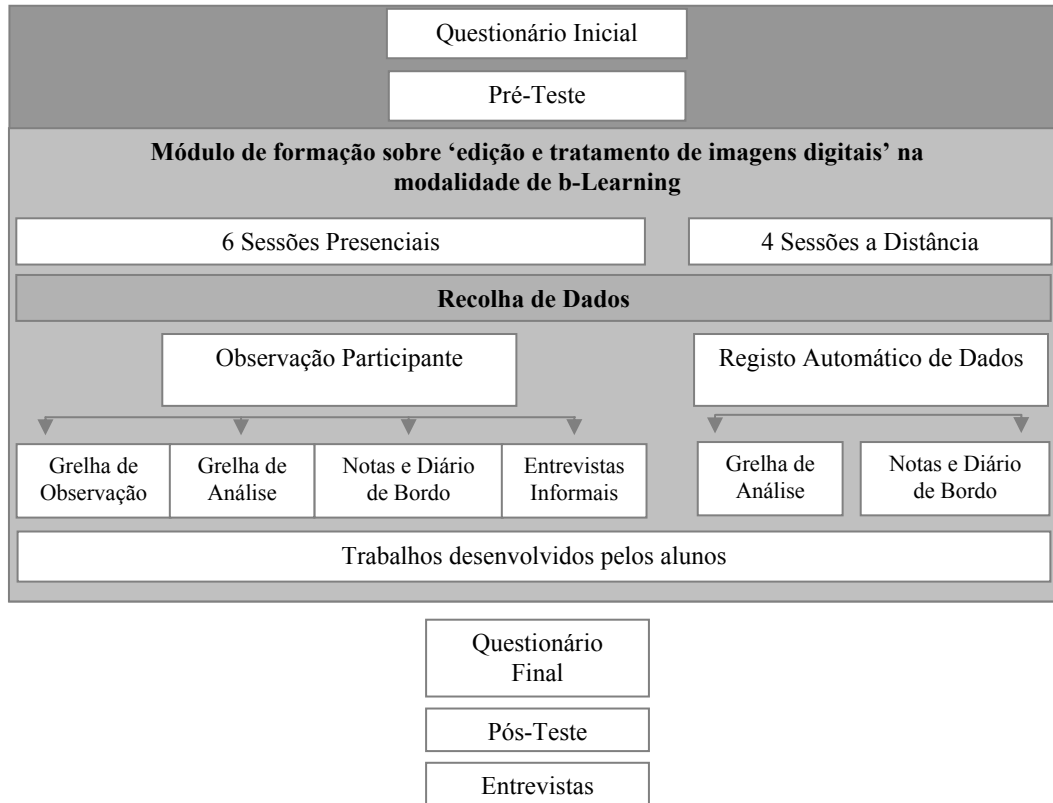 Questionário Inicial
Pré-Teste
Módulo de formação sobre ‘edição e tratamento de imagens digitais’ na
modalidade de b-Learning
6 Sessões Presenciais
4 Sessões a Distância
Recolha de Dados
Observação Participante
Registo Automático de Dados
Grelha de
Observação
Grelha de
Análise
Notas e Diário
de Bordo
Entrevistas
Informais
Grelha de
Análise
Notas e Diário
de Bordo
Trabalhos desenvolvidos pelos alunos
Questionário
Final
Pós-Teste
Entrevistas